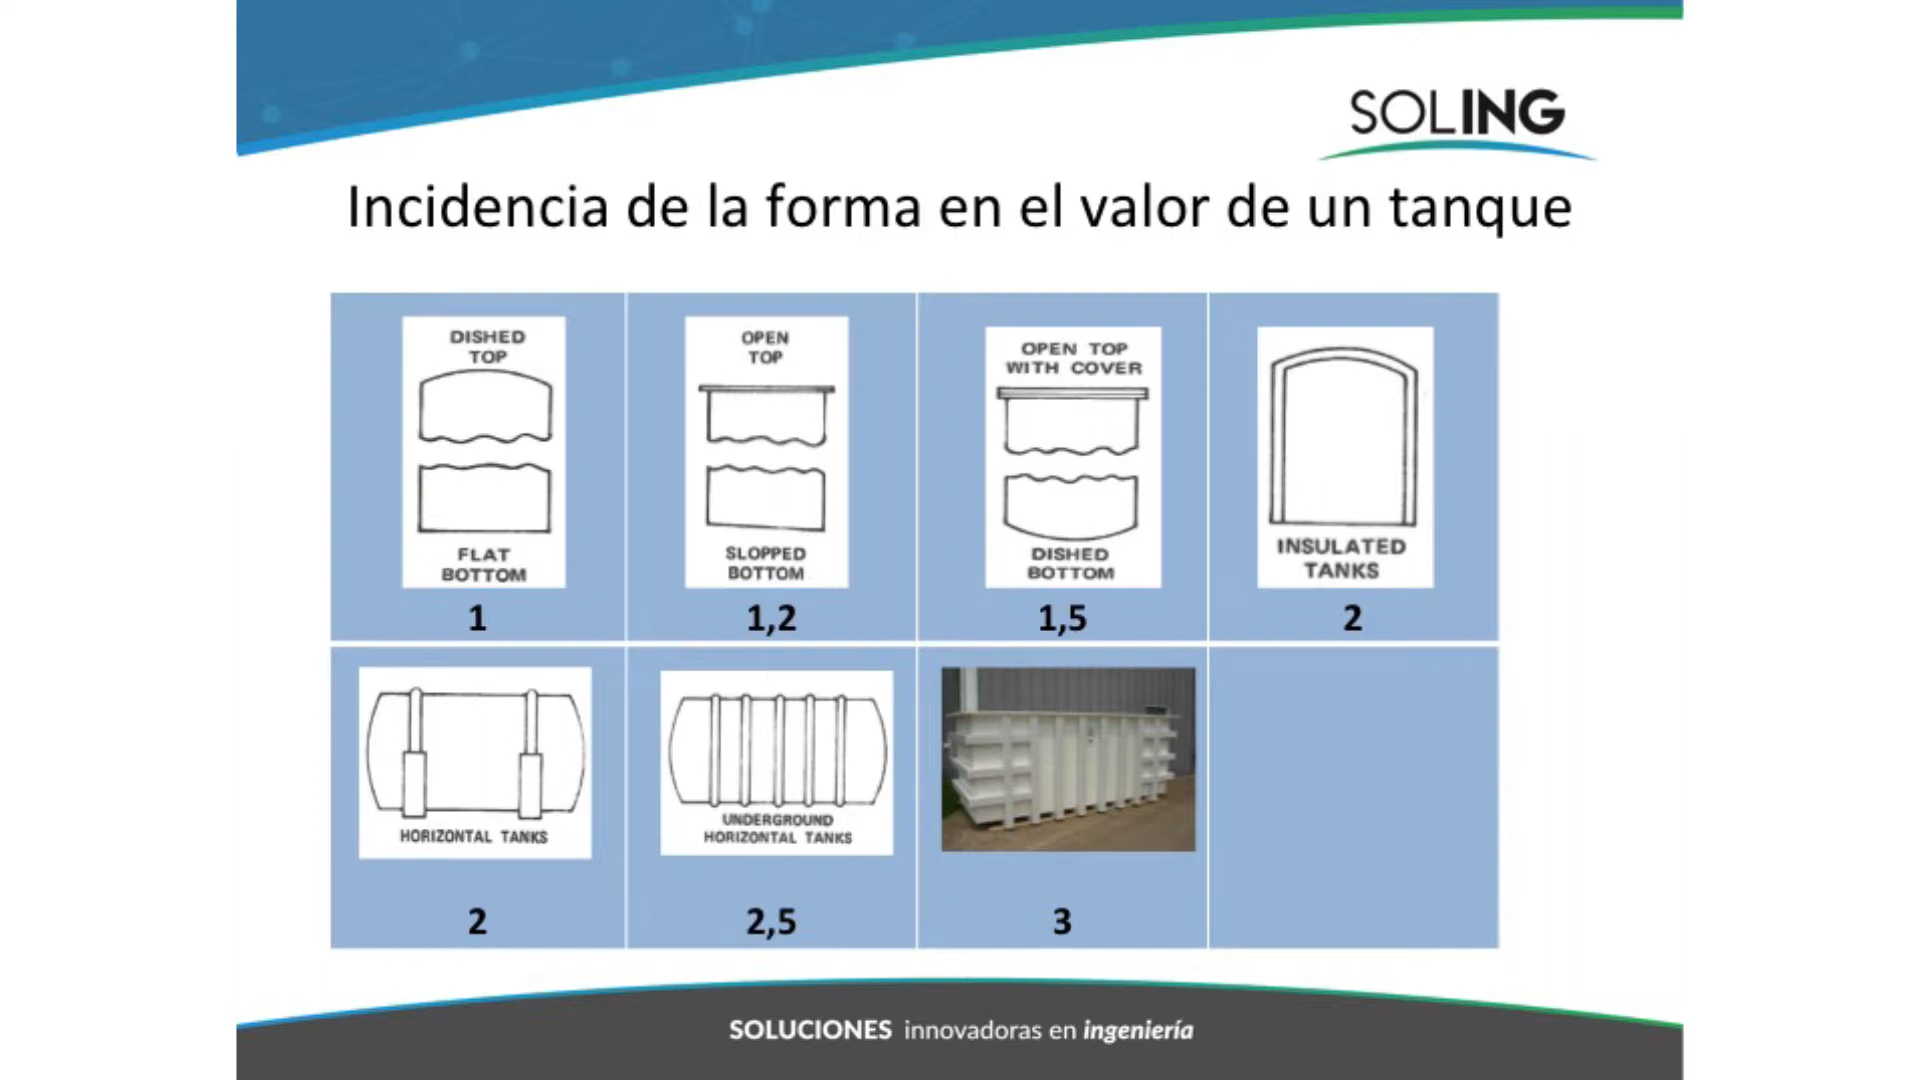 SOLING
Incidencia de la forma en el valor de un tanque
DISHED
TOP
FLAT
BOTTOM
1
OPEN
TOP
SLOPPED
BOTTOM
1,2
OPEN TOP
WITH COVER
DISHED
BOTTOM
1,5
INSULATED
TANKS
2
HORIZONTAL TANKS
2
UNDERGROUND
HORIZONTAL TANKS
2,5
3
SOLUCIONES innovadoras en ingeniería